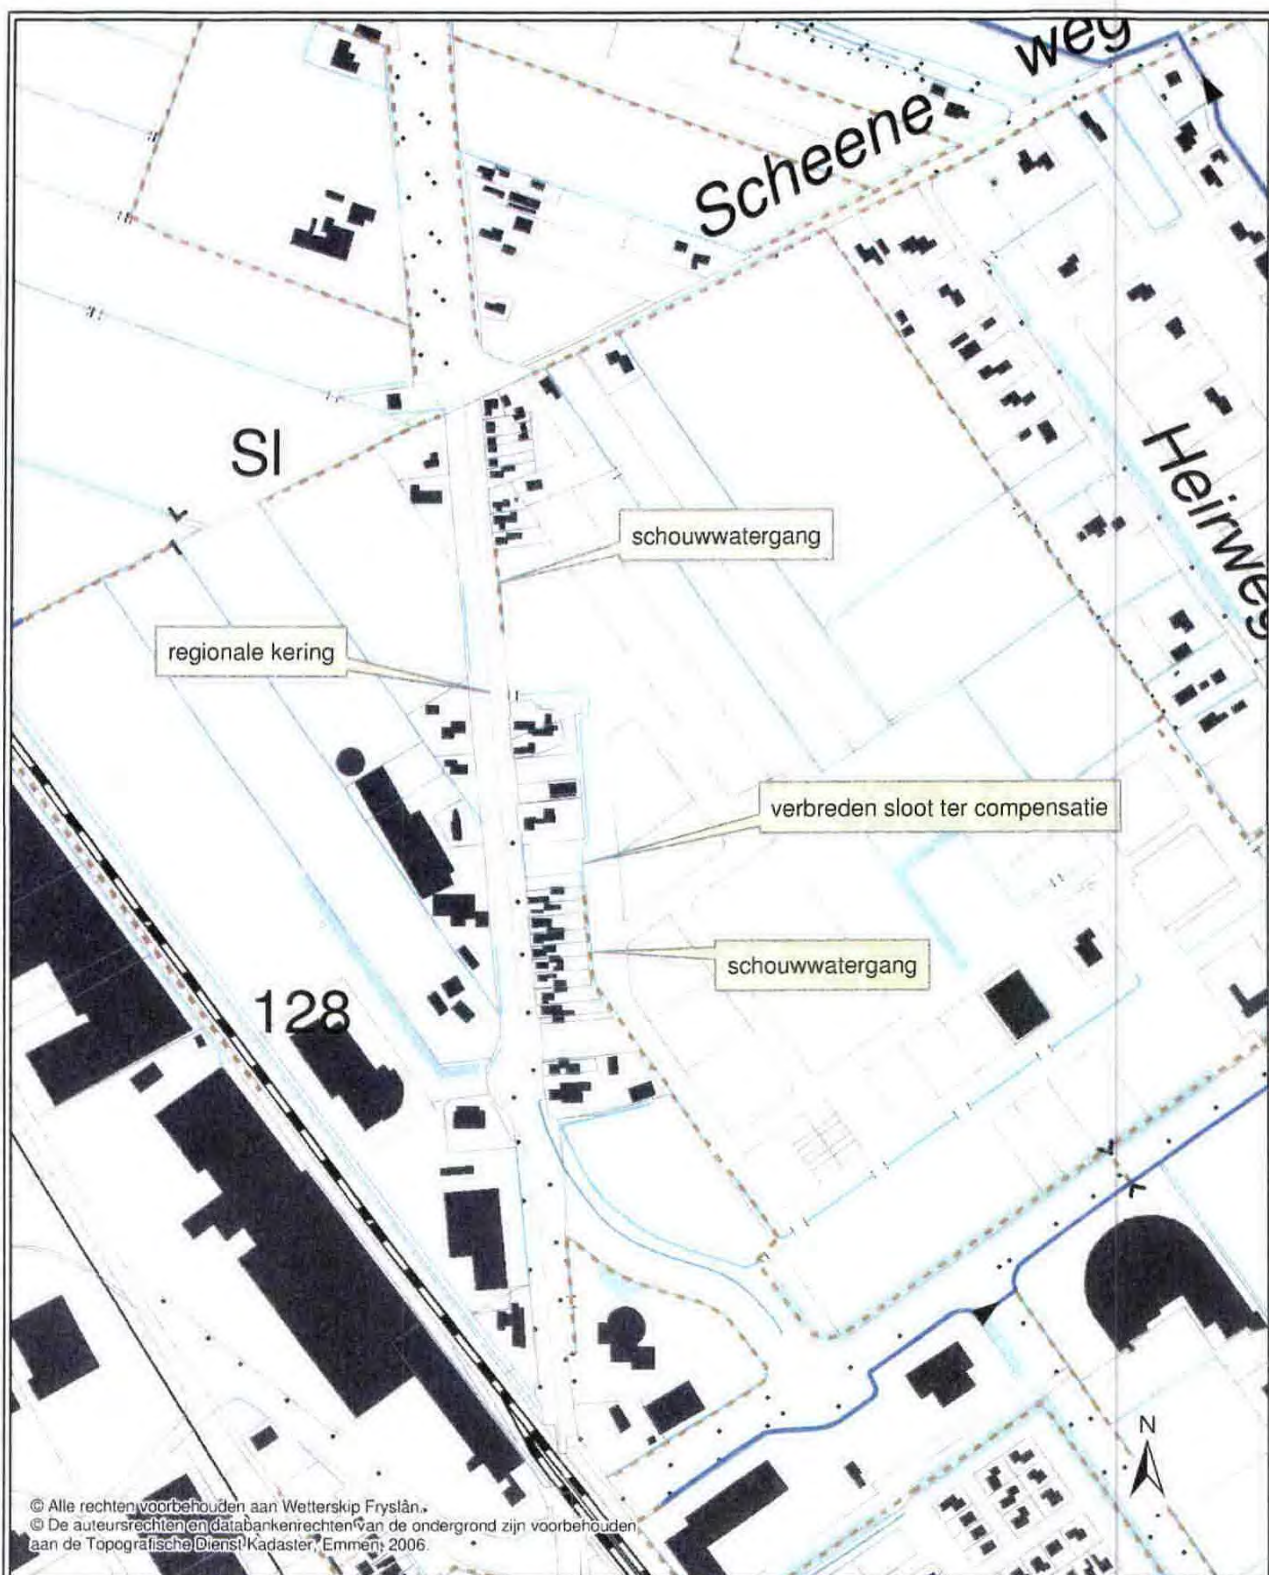 weg
Scheene
Sl
Heirweg
schouwwatergang
regionale kering
verbreden sloot ter compensatie
schouwwatergang
128
N
© Alle rechten voorbehouden aan Wetterskip Fryslân.
© De auteursrechten en databankenrechten van de ondergrond zijn voorbehouden
aan de Topografische Dienst Kadaster, Emmen, 2006.